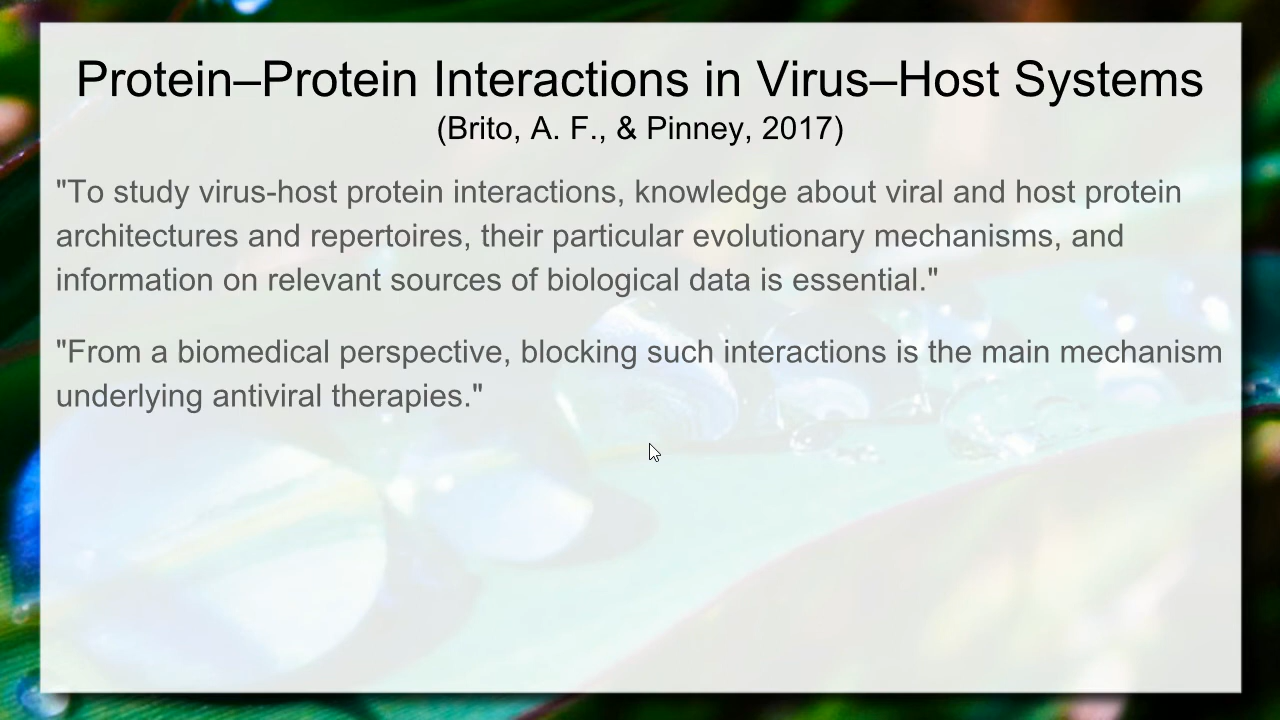 Protein–Protein Interactions in Virus–Host Systems
(Brito, A. F., & Pinney, 2017)
"To study virus-host protein interactions, knowledge about viral and host protein
architectures and repertoires, their particular evolutionary mechanisms, and
information on relevant sources of biological data is essential."
"From a biomedical perspective, blocking such interactions is the main mechanism
underlying antiviral therapies."